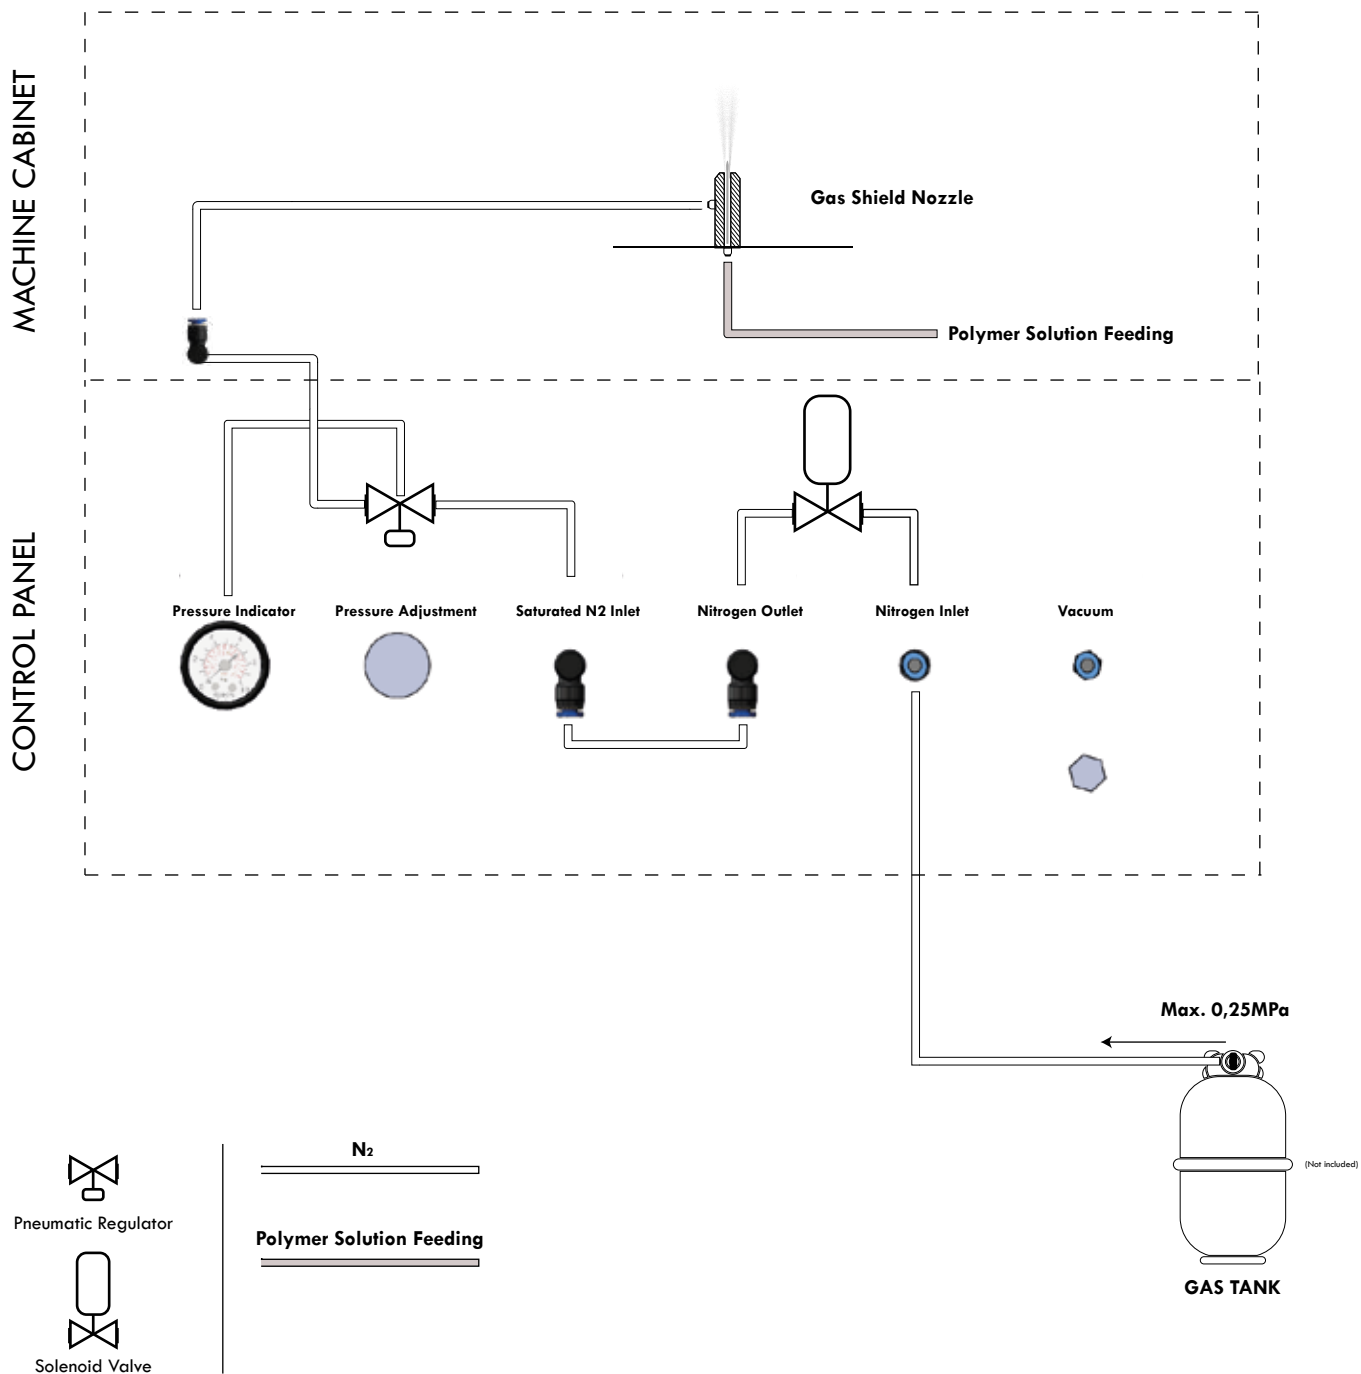 MACHINE CABINET
Gas Shield Nozzle
Polymer Solution Feeding
CONTROL PANEL
Pressure Indicator
Pressure Adjustment
Saturated N2 Inlet
Nitrogen Outlet
Nitrogen Inlet
Vacuum
Max. 0,25MPa
(Not included)
GAS TANK
N2
Pneumatic Regulator
Polymer Solution Feeding
Solenoid Valve